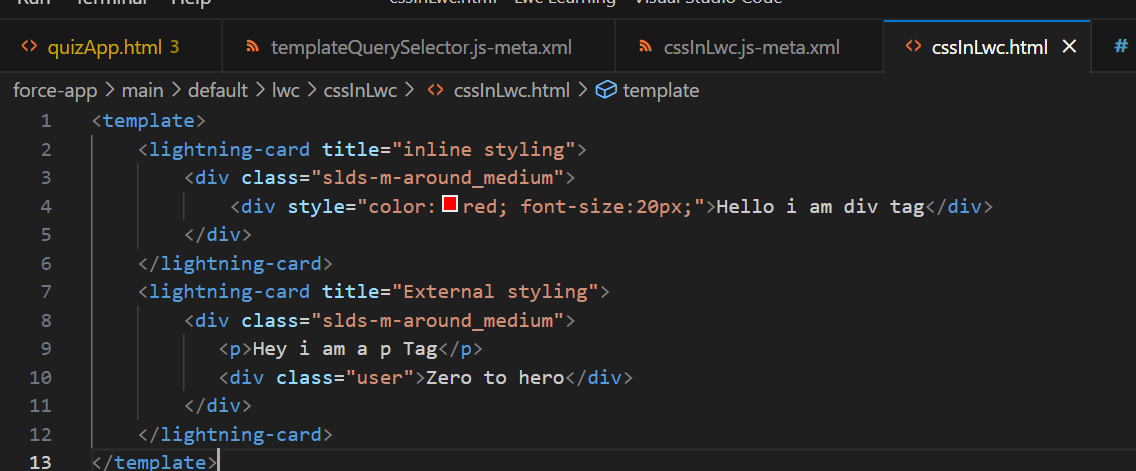 Run Terminal Help cssInLwc.html - Lwc Learning - Visual Studio Code
quizApp.html 3 templateQuerySelector.js-meta.xml cssInLwc.js-meta.xml cssInLwc.html × #
force-app > main > default > lwc > cssInLwc > <> cssInLwc.html > template
1 <template>
2 <lightning-card title="inline styling">
3 <div class="slds-m-around_medium">
4 <div style="color:red; font-size:20px;">Hello i am div tag</div>
5 </div>
6 </lightning-card>
7 <lightning-card title="External styling">
8 <div class="slds-m-around_medium">
9 <p>Hey i am a p Tag</p>
10 <div class="user">Zero to hero</div>
11 </div>
12 </lightning-card>
13 </template>